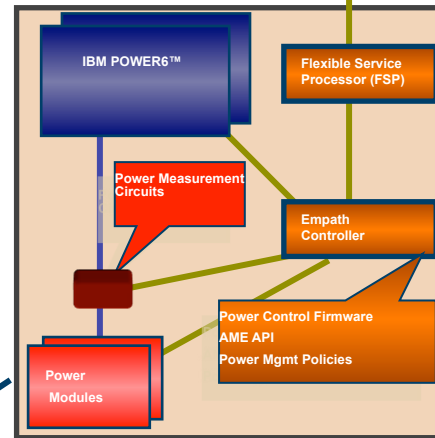 IBM POWER6™
Flexible Service
Processor (FSP)
Power Measurement
Circuits
Empath
Controller
Power Control Firmware
AME API
Power Mgmt Policies
Power
Modules